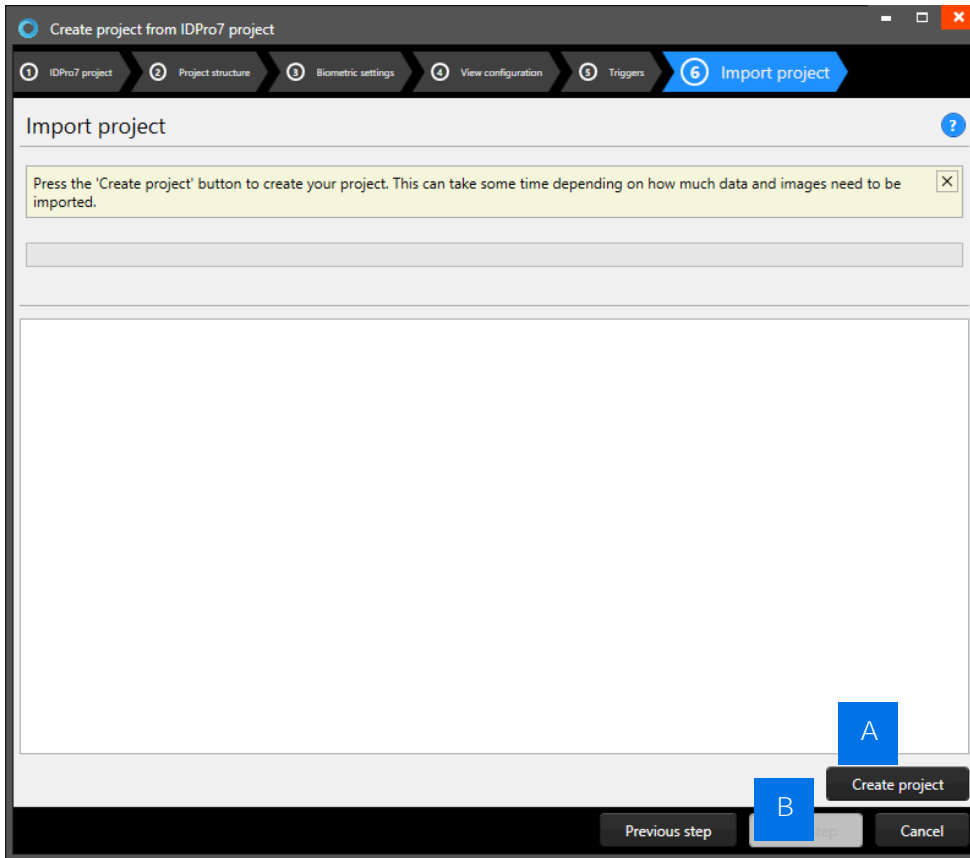 Create project from IDPro7 project
1 IDPro7 project 2 Project structure 3 Biometric settings 4 View configuration 5 Triggers 6 Import project
Import project
?
Press the 'Create project' button to create your project. This can take some time depending on how much data and images need to be
imported.
A
Create project
B
Previous step
Cancel